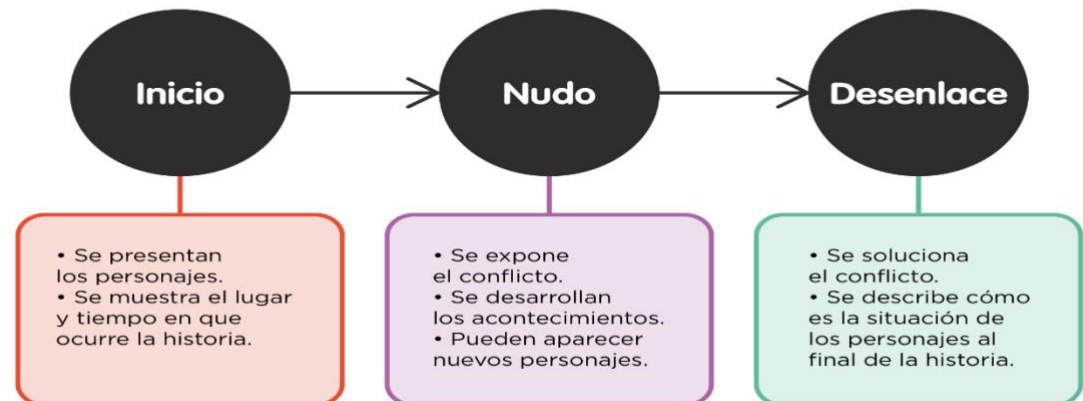 Inicio
Nudo
Desenlace
• Se presentan
los personajes.
• Se muestra el lugar
y tiempo en que
ocurre la historia.
• Se expone
el conflicto.
• Se desarrollan
los acontecimientos.
• Pueden aparecer
nuevos personajes.
• Se soluciona
el conflicto.
• Se describe cómo
es la situación de
los personajes al
final de la historia.